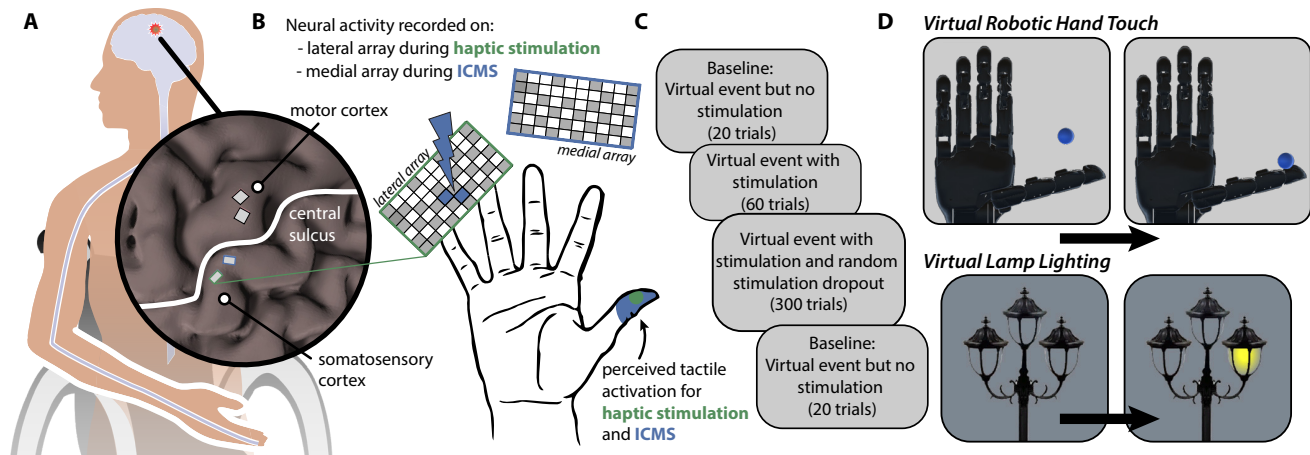 A
B
Neural activity recorded on:
- lateral array during haptic stimulation
- medial array during ICMS
motor cortex
central
sulcus
somatosensory
cortex
lateral array
medial array
perceived tactile
activation for
haptic stimulation
and ICMS
C
Baseline:
Virtual event but no
stimulation
(20 trials)
Virtual event with
stimulation
(60 trials)
Virtual event with
stimulation and random
stimulation dropout
(300 trials)
Baseline:
Virtual event but no
stimulation
(20 trials)
D
Virtual Robotic Hand Touch
Virtual Lamp Lighting